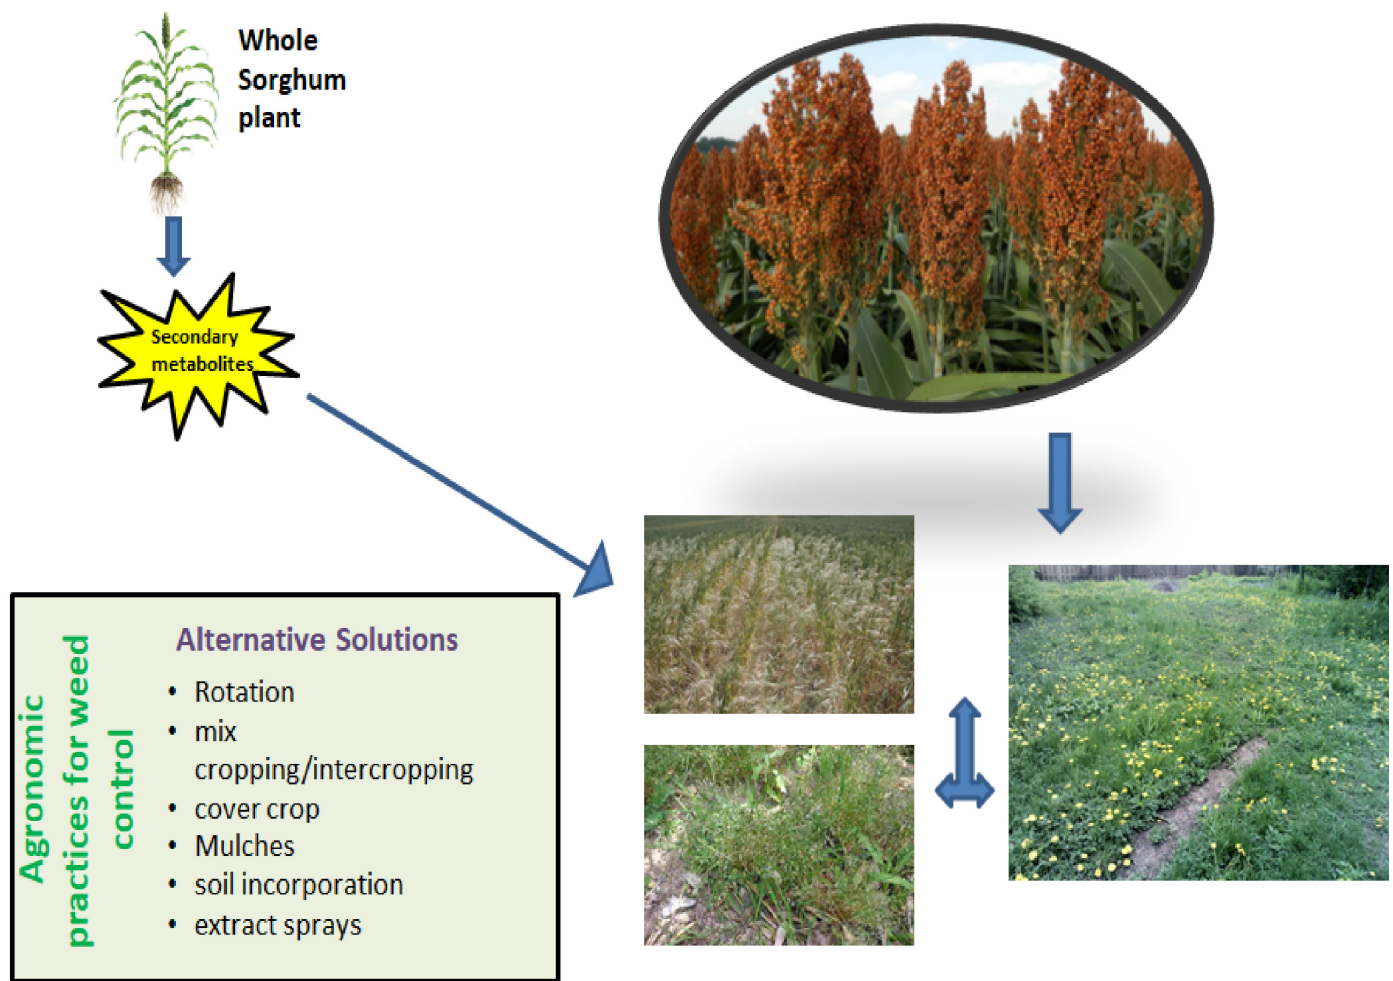 Whole
Sorghum
plant
Secondary
metabolites
Agronomic
practices for weed
control
Alternative Solutions
• Rotation
• mix
cropping/intercropping
• cover crop
• Mulches
• soil incorporation
• extract sprays